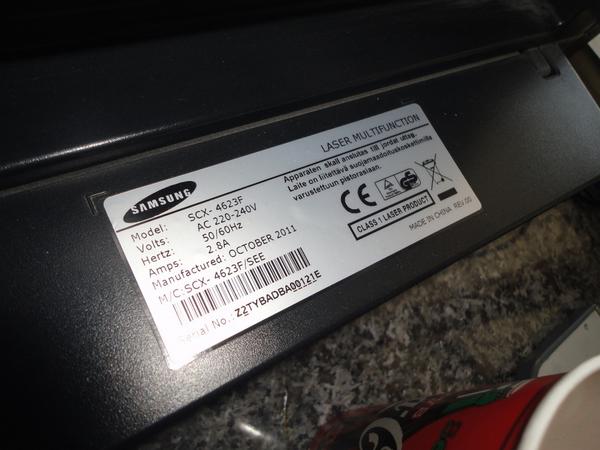 SAMSUNG
LASER MULTIFUNCTION
Model: SCX- 4623F
Volts: AC 220-240V
Hertz: 50/60Hz
Amps: 2.8A
Manufactured: OCTOBER 2011
M/C:SCX- 4623F/SEE
Serial No.: Z2TYBADBA00121E
Apparaten skall anslutas till jordat uttag.
Laite on liitettävä suojamaadoituskoskettimilla
varustettuun pistorasiaan.
CE
CLASS 1 LASER PRODUCT
MADE IN CHINA REV.00